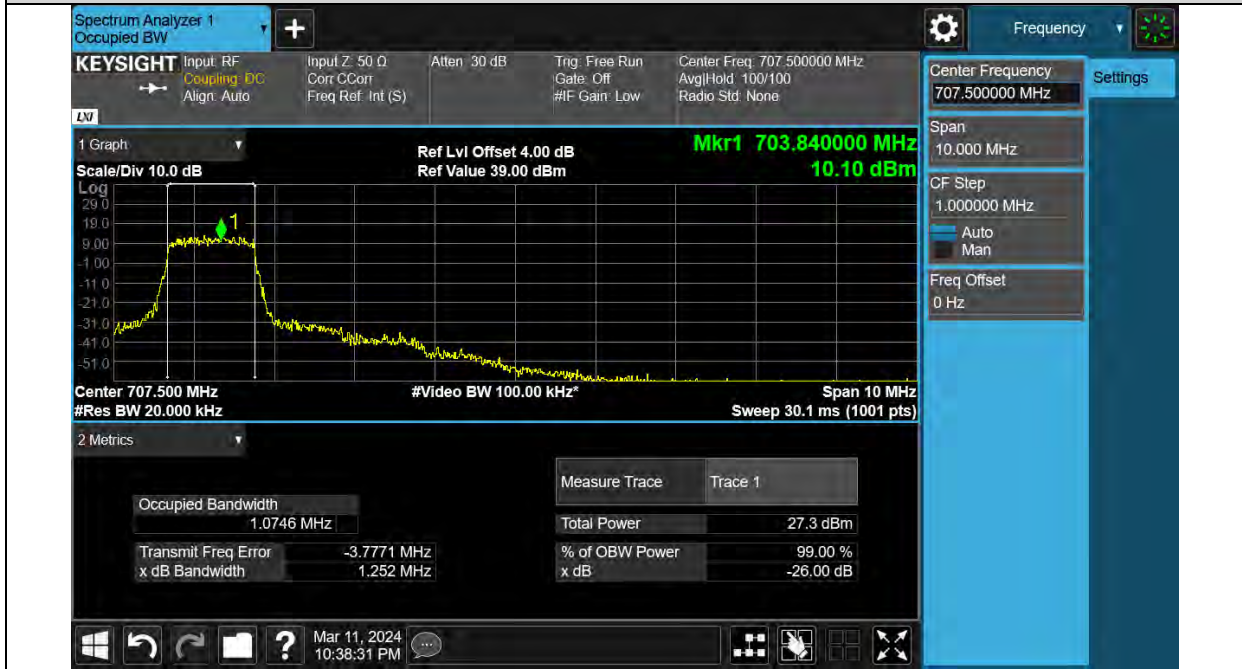 Spectrum Analyzer 1
Occupied BW
Frequency
KEYSIGHT
Input: RF
Coupling: DC
Align: Auto
Input Z: 50 Ω
Corr CCorr
Freq Ref: Int (S)
Atten: 30 dB
Trig: Free Run
Gate: Off
#IF Gain: Low
Center Freq: 707.500000 MHz
Avg|Hold: 100/100
Radio Std: None
LXI
Center Frequency
707.500000 MHz
Settings
Span
10.000 MHz
CF Step
1.000000 MHz
Auto
Man
Freq Offset
0 Hz
1 Graph
Scale/Div 10.0 dB
Ref Lvl Offset 4.00 dB
Ref Value 39.00 dBm
Mkr1 703.840000 MHz
10.10 dBm
Log
29.0
19.0
9.00
-1.00
-11.0
-21.0
-31.0
-41.0
-51.0
1
Center 707.500 MHz
#Res BW 20.000 kHz
#Video BW 100.00 kHz*
Span 10 MHz
Sweep 30.1 ms (1001 pts)
2 Metrics
Measure Trace Trace 1
Occupied Bandwidth
1.0746 MHz
Total Power 27.3 dBm
Transmit Freq Error -3.7771 MHz
% of OBW Power 99.00 %
x dB Bandwidth 1.252 MHz
x dB -26.00 dB
?
Mar 11, 2024
10:38:31 PM